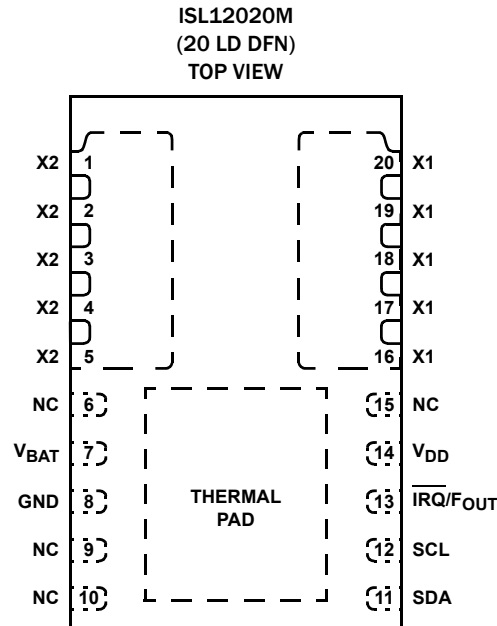 ISL12020M
(20 LD DFN)
TOP VIEW
X2 1 20 X1
X2 2 19 X1
X2 3 18 X1
X2 4 17 X1
X2 5 16 X1
NC 6 15 NC
VBAT 7 14 VDD
GND 8 THERMAL PAD 13 IRQ/FOUT
NC 9 12 SCL
NC 10 11 SDA